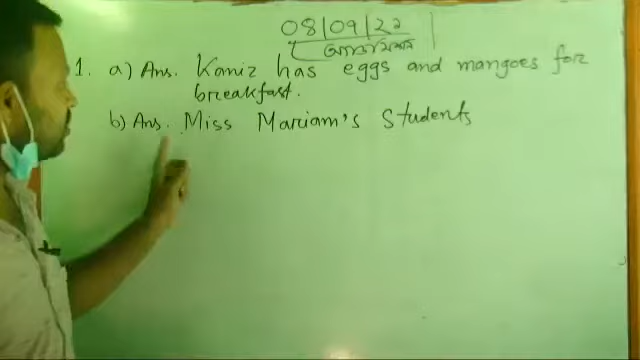 08/09/22
1. a) Ans. Kaniz has eggs and mangoes for
breakfast.
b) Ans. Miss Mariam's Students